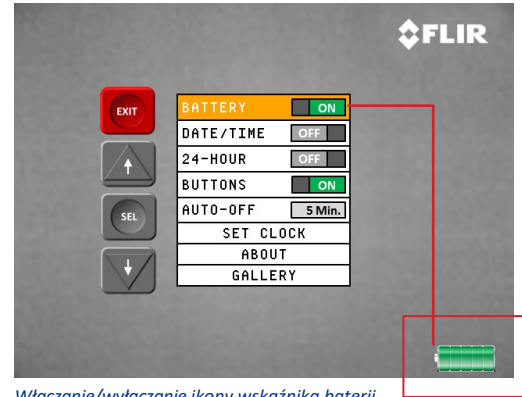 FLIR
EXIT
BATTERY ON
DATE/TIME OFF
24-HOUR OFF
BUTTONS ON
SEL
AUTO-OFF 5 Min.
SET CLOCK
ABOUT
GALLERY
Włączanie/wyłączanie ikony wskaźnika baterii